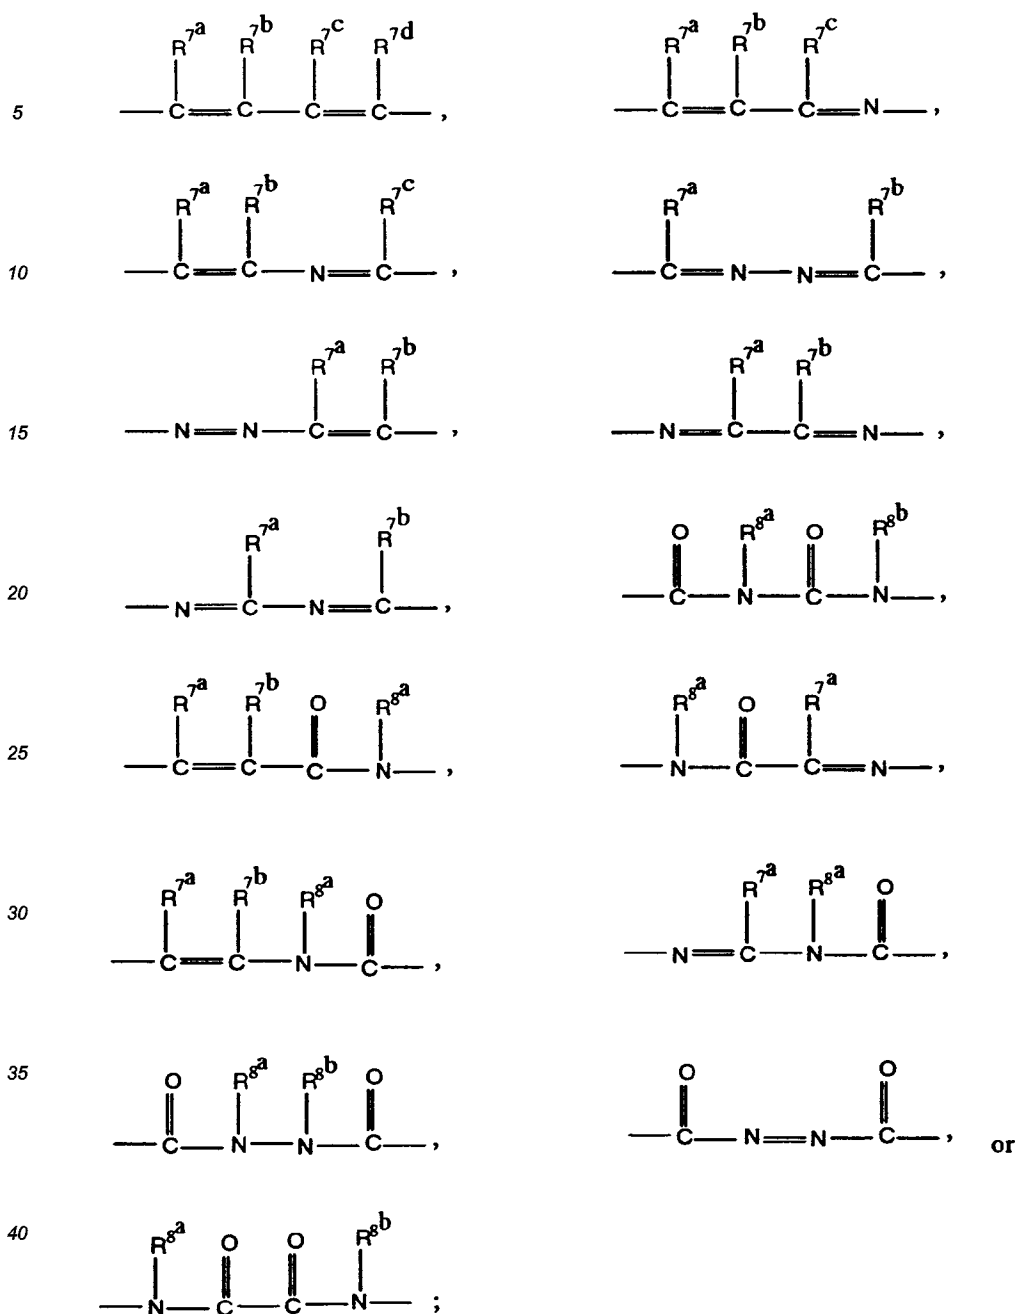 R7a R7b R7c R7d R7a R7b R7c
5 —C=C—C=C—, —C=C—C=N—,
R7a R7b R7c R7a R7b
10 —C=C—N=C—, —C=N—N=C—,
R7a R7b R7a R7b
15 —N=N—C=C—, —N=C—C=N—,
R7a R7b O R8a O R8b
20 —N=C—N=C—, —C—N—C—N—,
R7a R7b O R8a R8a O R7a
25 —C=C—C—N—, —N—C—C=N—,
R7a R7b R8a O R7a R8a O
30 —C=C—N—C—, —N=C—N—C—,
O R8a R8b O O O
35 —C—N—N—C—, —C—N=N—C—, or
R8a O O R8b
40 —N—C—C—N— ;